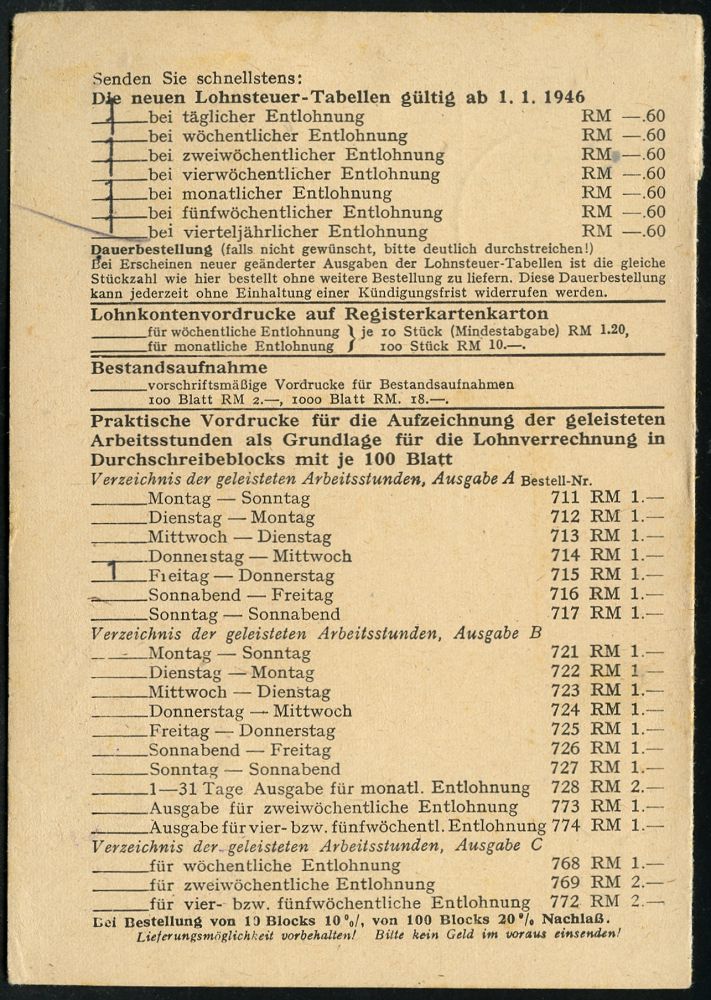 Senden Sie schnellstens:
Die neuen Lohnsteuer-Tabellen gültig ab 1. 1. 1946
1 bei täglicher Entlohnung RM —.60
1 bei wöchentlicher Entlohnung RM —.60
1 bei zweiwöchentlicher Entlohnung RM —.60
1 bei vierwöchentlicher Entlohnung RM —.60
1 bei monatlicher Entlohnung RM —.60
1 bei fünfwöchentlicher Entlohnung RM —.60
bei vierteljährlicher Entlohnung RM —.60
Dauerbestellung (falls nicht gewünscht, bitte deutlich durchstreichen!)
Bei Erscheinen neuer geänderter Ausgaben der Lohnsteuer-Tabellen ist die gleiche
Stückzahl wie hier bestellt ohne weitere Bestellung zu liefern. Diese Dauerbestellung
kann jederzeit ohne Einhaltung einer Kündigungsfrist widerrufen werden.
Lohnkontenvordrucke auf Registerkartenkarton
für wöchentliche Entlohnung } je 10 Stück (Mindestabgabe) RM 1.20,
für monatliche Entlohnung } 100 Stück RM 10.—.
Bestandsaufnahme
vorschriftsmäßige Vordrucke für Bestandsaufnahmen
100 Blatt RM 2.—, 1000 Blatt RM. 18.—.
Praktische Vordrucke für die Aufzeichnung der geleisteten
Arbeitsstunden als Grundlage für die Lohnverrechnung in
Durchschreibeblocks mit je 100 Blatt
Verzeichnis der geleisteten Arbeitsstunden, Ausgabe A Bestell-Nr.
Montag — Sonntag 711 RM 1.—
Dienstag — Montag 712 RM 1.—
Mittwoch — Dienstag 713 RM 1.—
Donnerstag — Mittwoch 714 RM 1.—
1 Freitag — Donnerstag 715 RM 1.—
Sonnabend — Freitag 716 RM 1.—
Sonntag — Sonnabend 717 RM 1.—
Verzeichnis der geleisteten Arbeitsstunden, Ausgabe B
Montag — Sonntag 721 RM 1.—
Dienstag — Montag 722 RM 1 —
Mittwoch — Dienstag 723 RM 1.—
Donnerstag — Mittwoch 724 RM 1.—
Freitag — Donnerstag 725 RM 1.—
Sonnabend — Freitag 726 RM 1.—
Sonntag — Sonnabend 727 RM 1.—
1—31 Tage Ausgabe für monatl. Entlohnung 728 RM 2.—
Ausgabe für zweiwöchentliche Entlohnung 773 RM 1.—
Ausgabe für vier- bzw. fünfwöchentl. Entlohnung 774 RM 1.—
Verzeichnis der geleisteten Arbeitsstunden, Ausgabe C
für wöchentliche Entlohnung 768 RM 1.—
für zweiwöchentliche Entlohnung 769 RM 2.—
für vier- bzw. fünfwöchentliche Entlohnung 772 RM 2.—
Bei Bestellung von 10 Blocks 10 %, von 100 Blocks 20 % Nachlaß.
Lieferungsmöglichkeit vorbehalten! Bitte kein Geld im voraus einsenden!